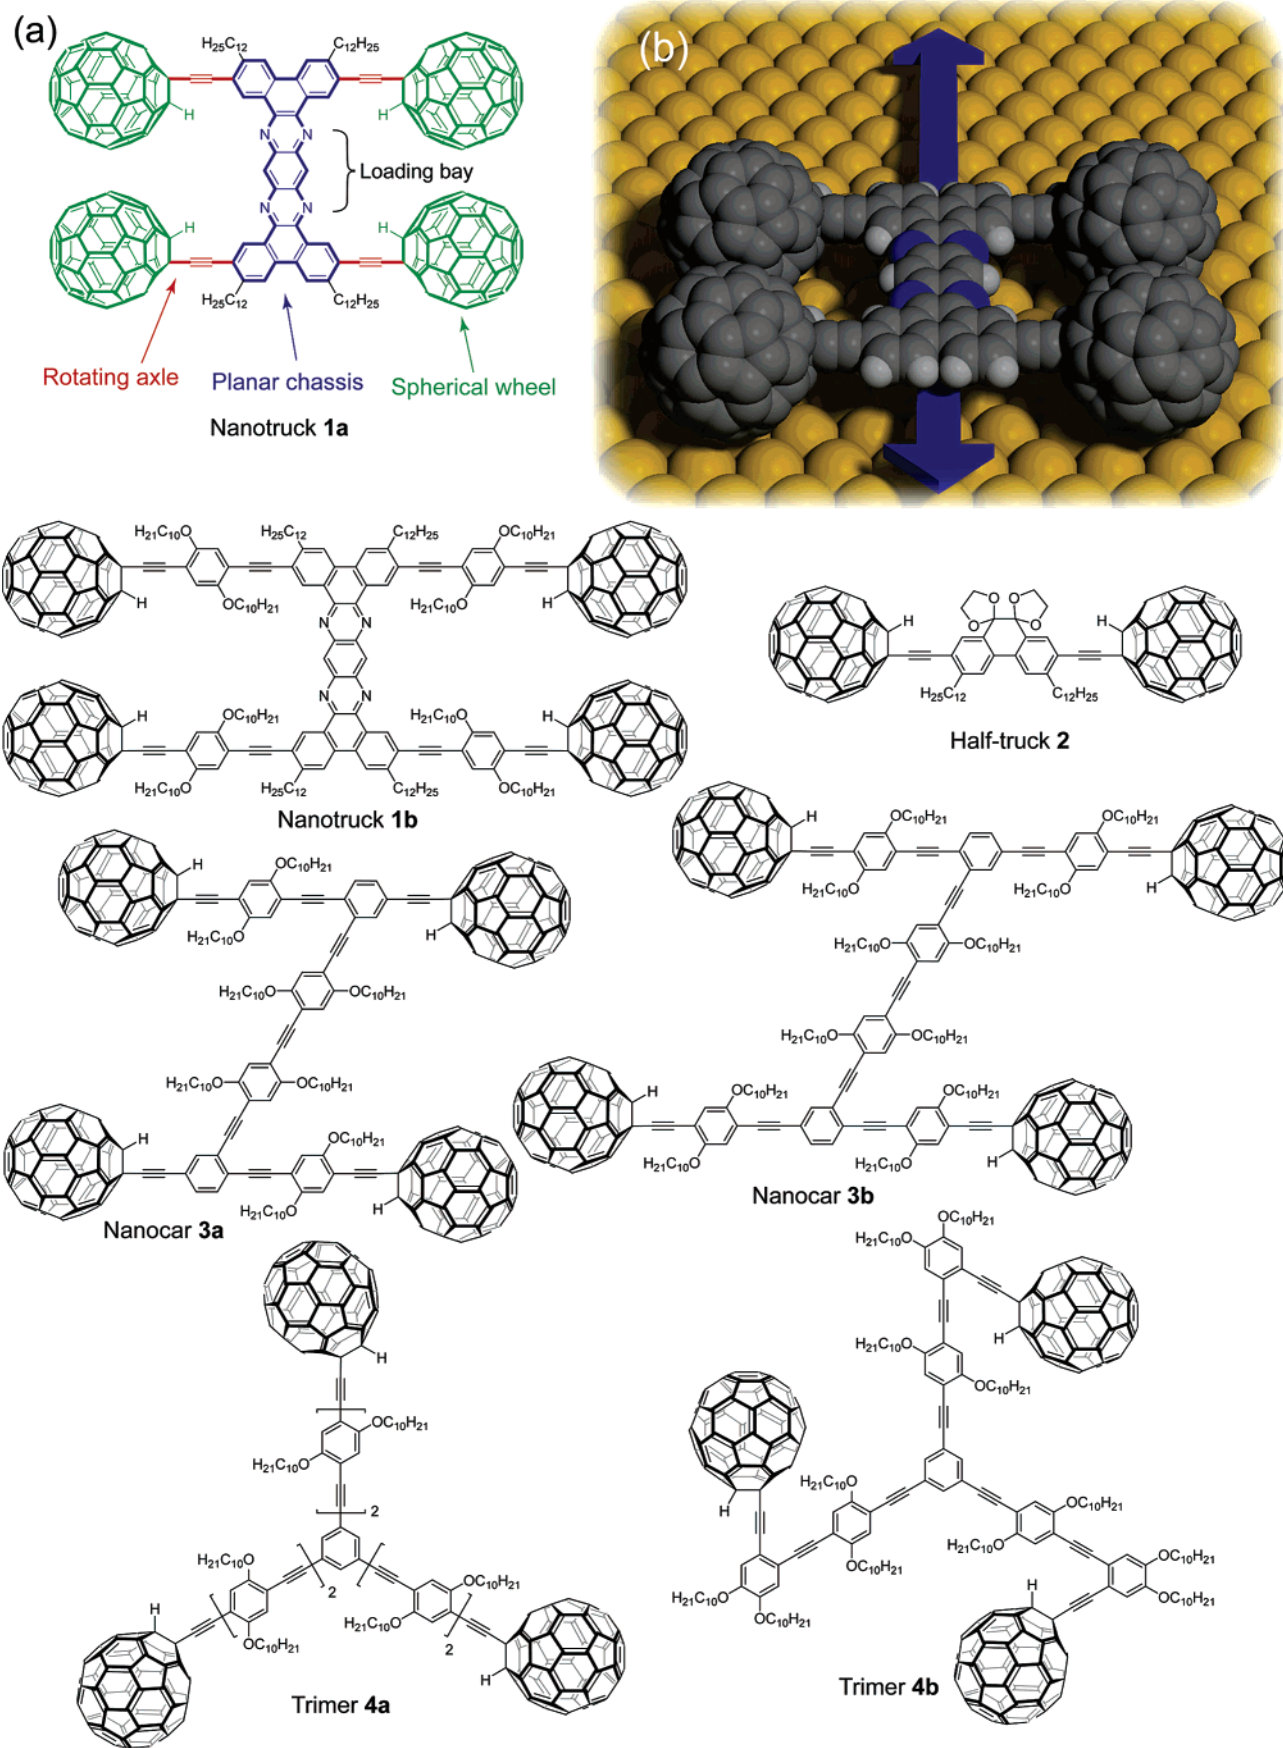 (a)
(b)
H25C12
C12H25
H
H
N
N
Loading bay
N
N
H
H
H25C12
C12H25
Rotating axle
Planar chassis
Spherical wheel
Nanotruck 1a
H21C10O
H25C12
C12H25
OC10H21
H
OC10H21
H21C10O
H
N
N
N
N
H
OC10H21
H21C10O
H
H21C10O
H25C12
C12H25
OC10H21
Nanotruck 1b
O
O
O
O
H
H
H25C12
C12H25
Half-truck 2
H
OC10H21
H21C10O
H
H21C10O
OC10H21
H21C10O
OC10H21
H
OC10H21
H21C10O
H
Nanocar 3a
H
OC10H21
OC10H21
H21C10O
H21C10O
H
H21C10O
OC10H21
H21C10O
OC10H21
H
OC10H21
OC10H21
H21C10O
H21C10O
H
Nanocar 3b
H
OC10H21
H21C10O
2
H21C10O
OC10H21
2
OC10H21
H21C10O
2
H
H
Trimer 4a
OC10H21
H21C10O
H
H21C10O
OC10H21
H
H21C10O
OC10H21
H21C10O
OC10H21
OC10H21
H21C10O
OC10H21
OC10H21
H
Trimer 4b